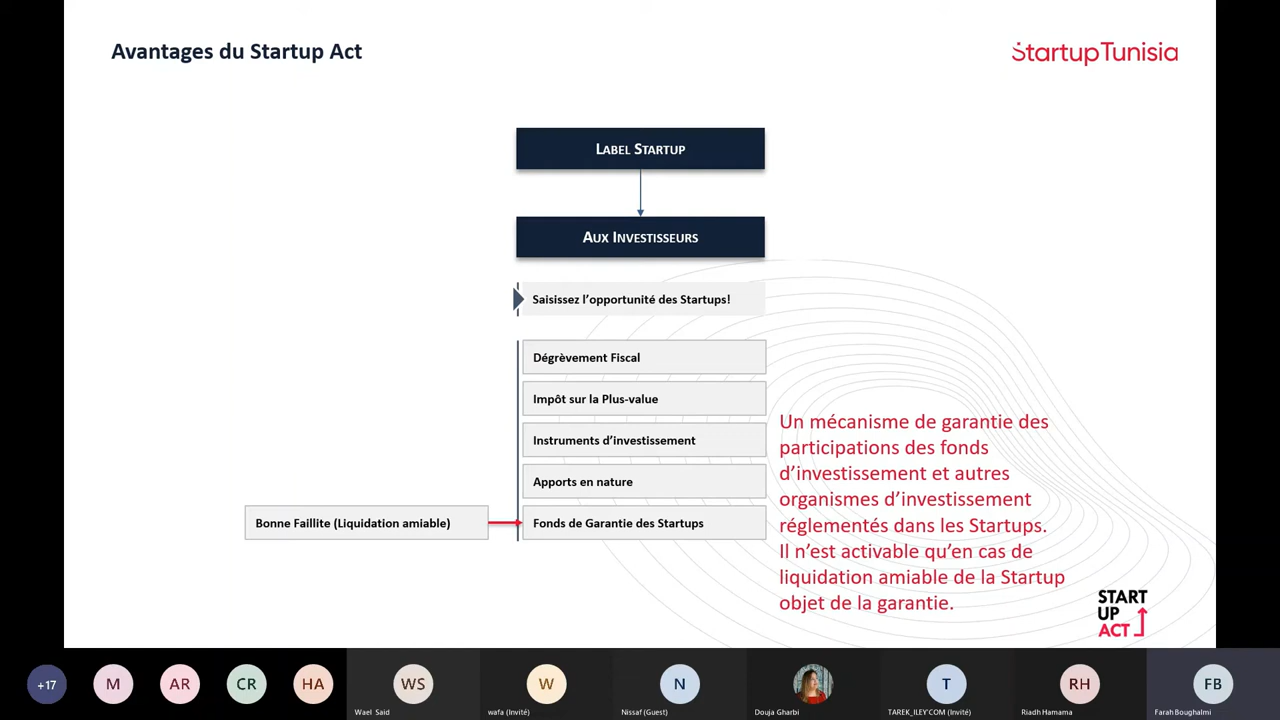 Avantages du Startup Act
StartupTunisia
LABEL STARTUP
AUX INVESTISSEURS
Saisissez l’opportunité des Startups!
Dégrèvement Fiscal
Impôt sur la Plus-value
Instruments d’investissement
Apports en nature
Bonne Faillite (Liquidation amiable)
Fonds de Garantie des Startups
Un mécanisme de garantie des
participations des fonds
d’investissement et autres
organismes d’investissement
réglementés dans les Startups.
Il n’est activable qu’en cas de
liquidation amiable de la Startup
objet de la garantie.
START
UP
ACT
+17
M
AR
CR
HA
WS
W
N
T
RH
FB
Wael Said
wafa (Invité)
Nissaf (Guest)
Douja Gharbi
TAREK_ILEY'COM (Invité)
Riadh Hamama
Farah Boughalmi